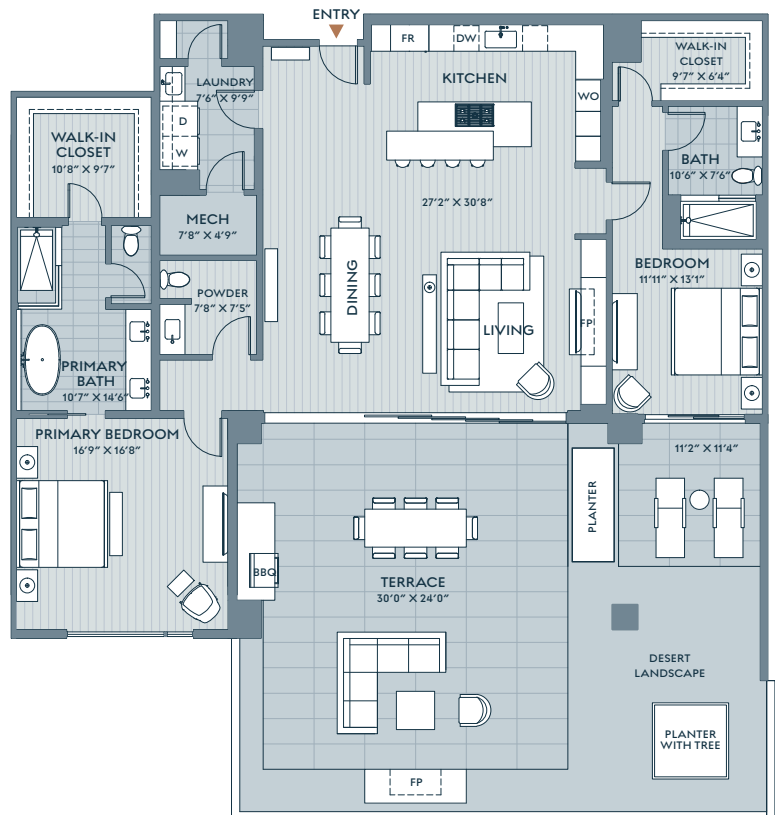 ENTRY
FR
DW
KITCHEN
WO
WALK-IN
CLOSET
9'7" X 6'4"
LAUNDRY
7'6" X 9'9"
D
W
WALK-IN
CLOSET
10'8" X 9'7"
BATH
10'6" X 7'6"
MECH
7'8" X 4'9"
27'2" X 30'8"
BEDROOM
11'11" X 13'1"
POWDER
7'8" X 7'5"
DINING
LIVING
FP
PRIMARY
BATH
10'7" X 14'6"
PRIMARY BEDROOM
16'9" X 16'8"
11'2" X 11'4"
PLANTER
BBQ
TERRACE
30'0" X 24'0"
DESERT
LANDSCAPE
PLANTER
WITH TREE
FP